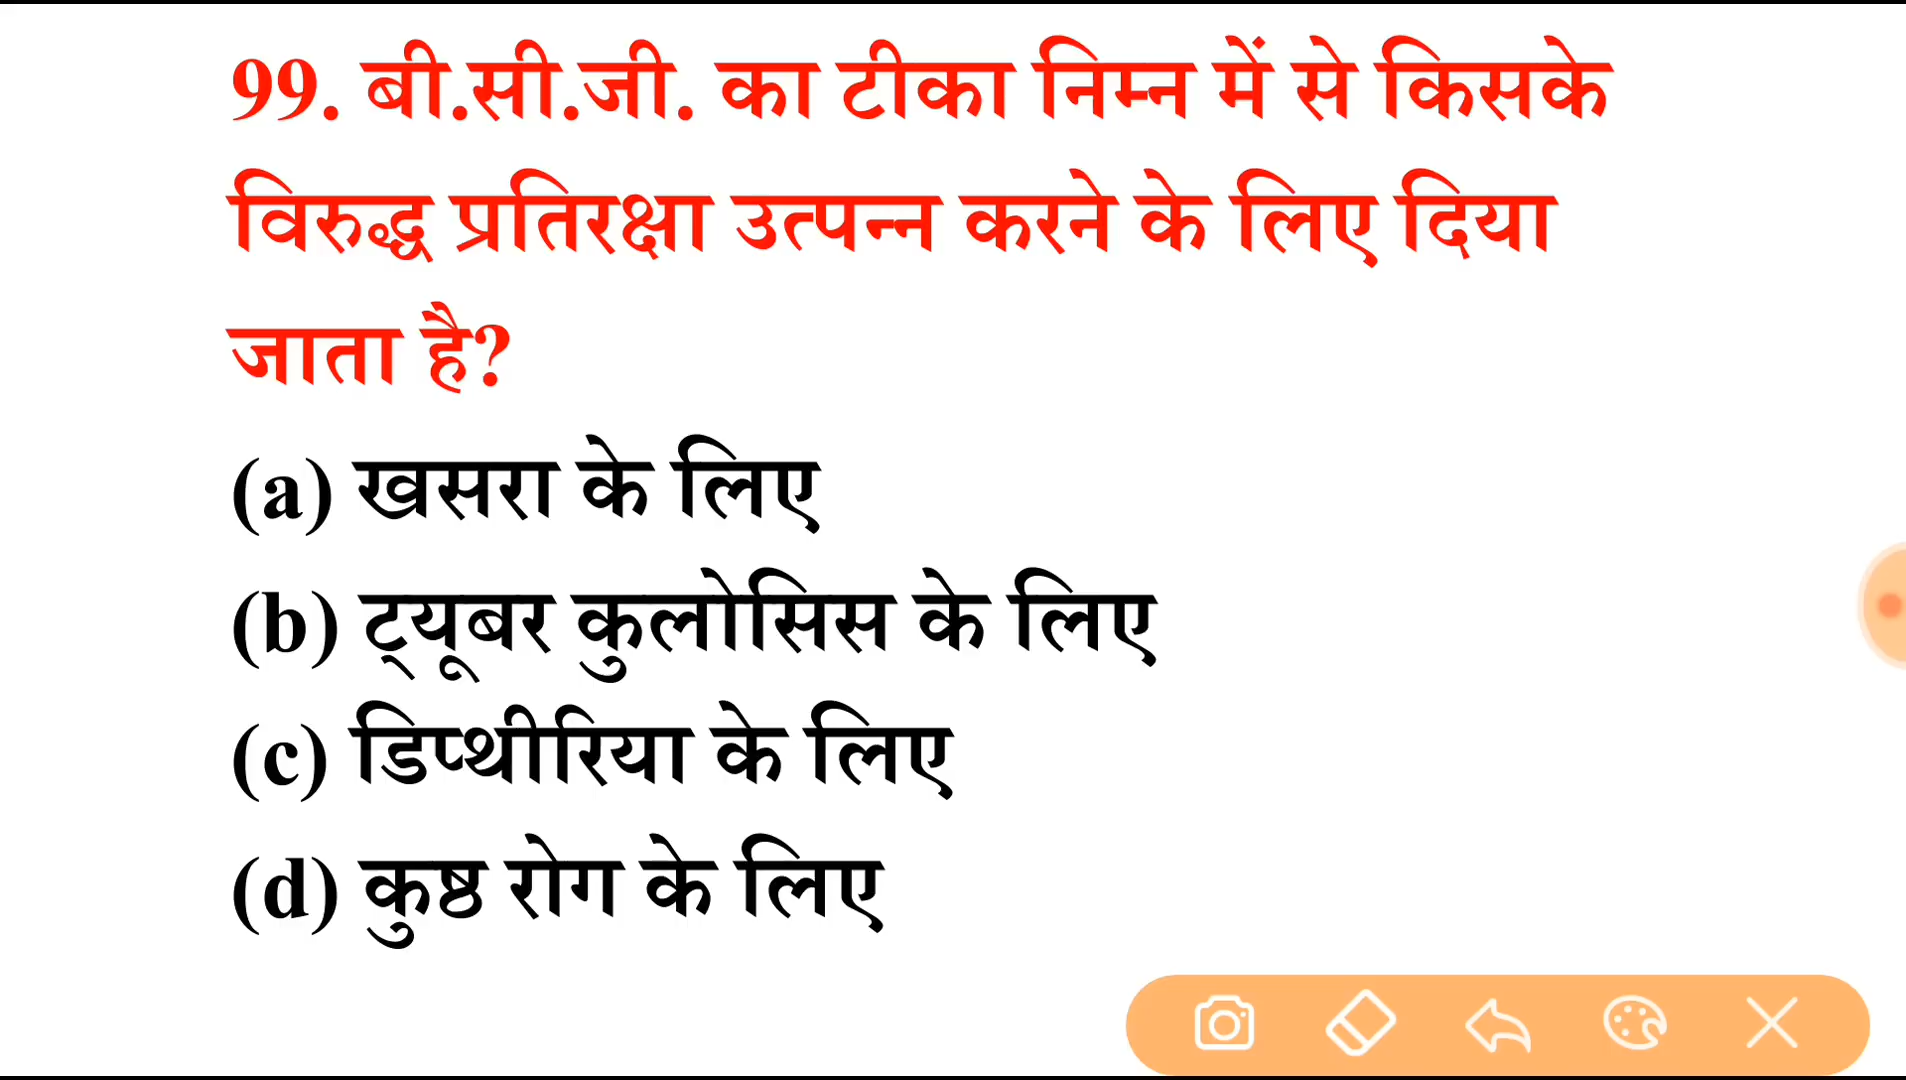 99. बी.सी.जी. का टीका निम्न में से किसके
विरुद्ध प्रतिरक्षा उत्पन्न करने के लिए दिया
जाता है?
(a) खसरा के लिए
(b) ट्यूबर कुलोसिस के लिए
(c) डिप्थीरिया के लिए
(d) कुष्ठ रोग के लिए